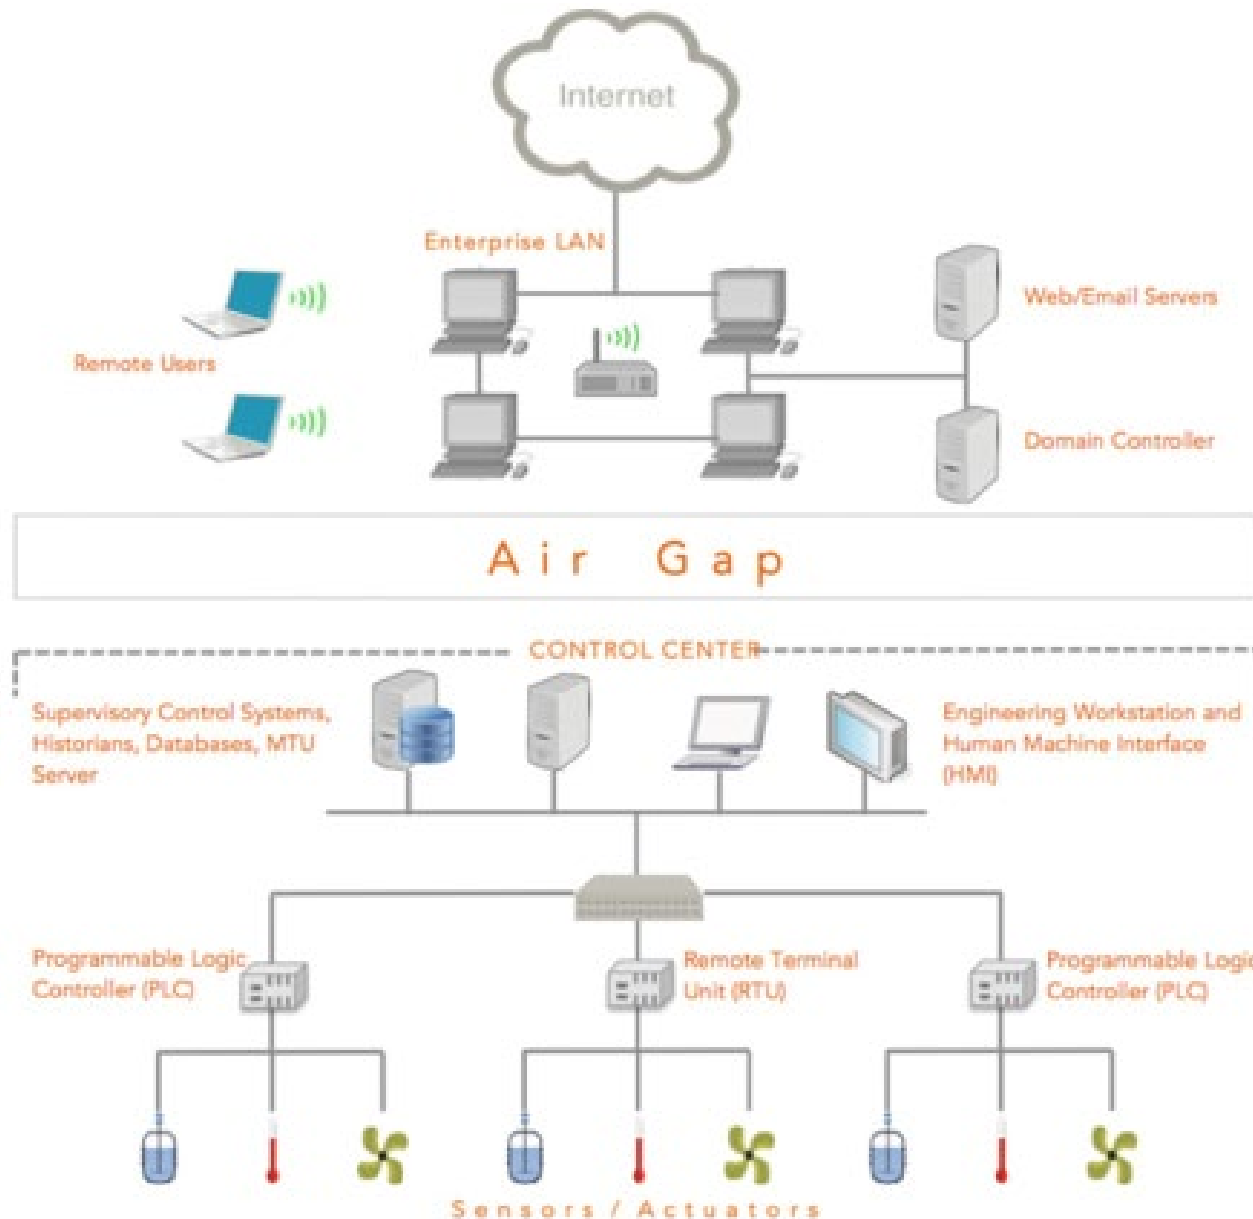 Internet
Enterprise LAN
Web/Email Servers
Remote Users
Domain Controller
Air Gap
CONTROL CENTER
Supervisory Control Systems,
Historians, Databases, MTU
Server
Engineering Workstation and
Human Machine Interface
(HMI)
Programmable Logic
Controller (PLC)
Remote Terminal
Unit (RTU)
Programmable Logic
Controller (PLC)
Sensors / Actuators